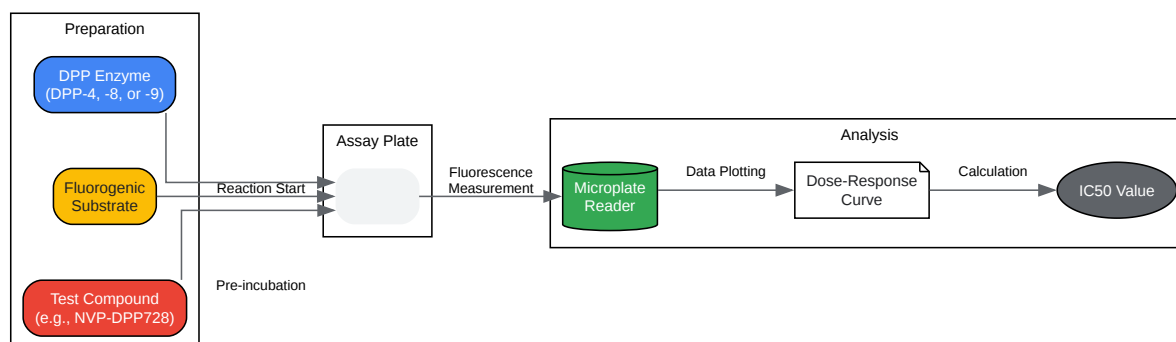 Preparation
DPP Enzyme
(DPP-4, -8, or -9)
Fluorogenic
Substrate
Test Compound
(e.g., NVP-DPP728)
Reaction Start
Pre-incubation
Assay Plate
Fluorescence
Measurement
Analysis
Microplate
Reader
Data Plotting
Dose-Response
Curve
Calculation
IC50 Value